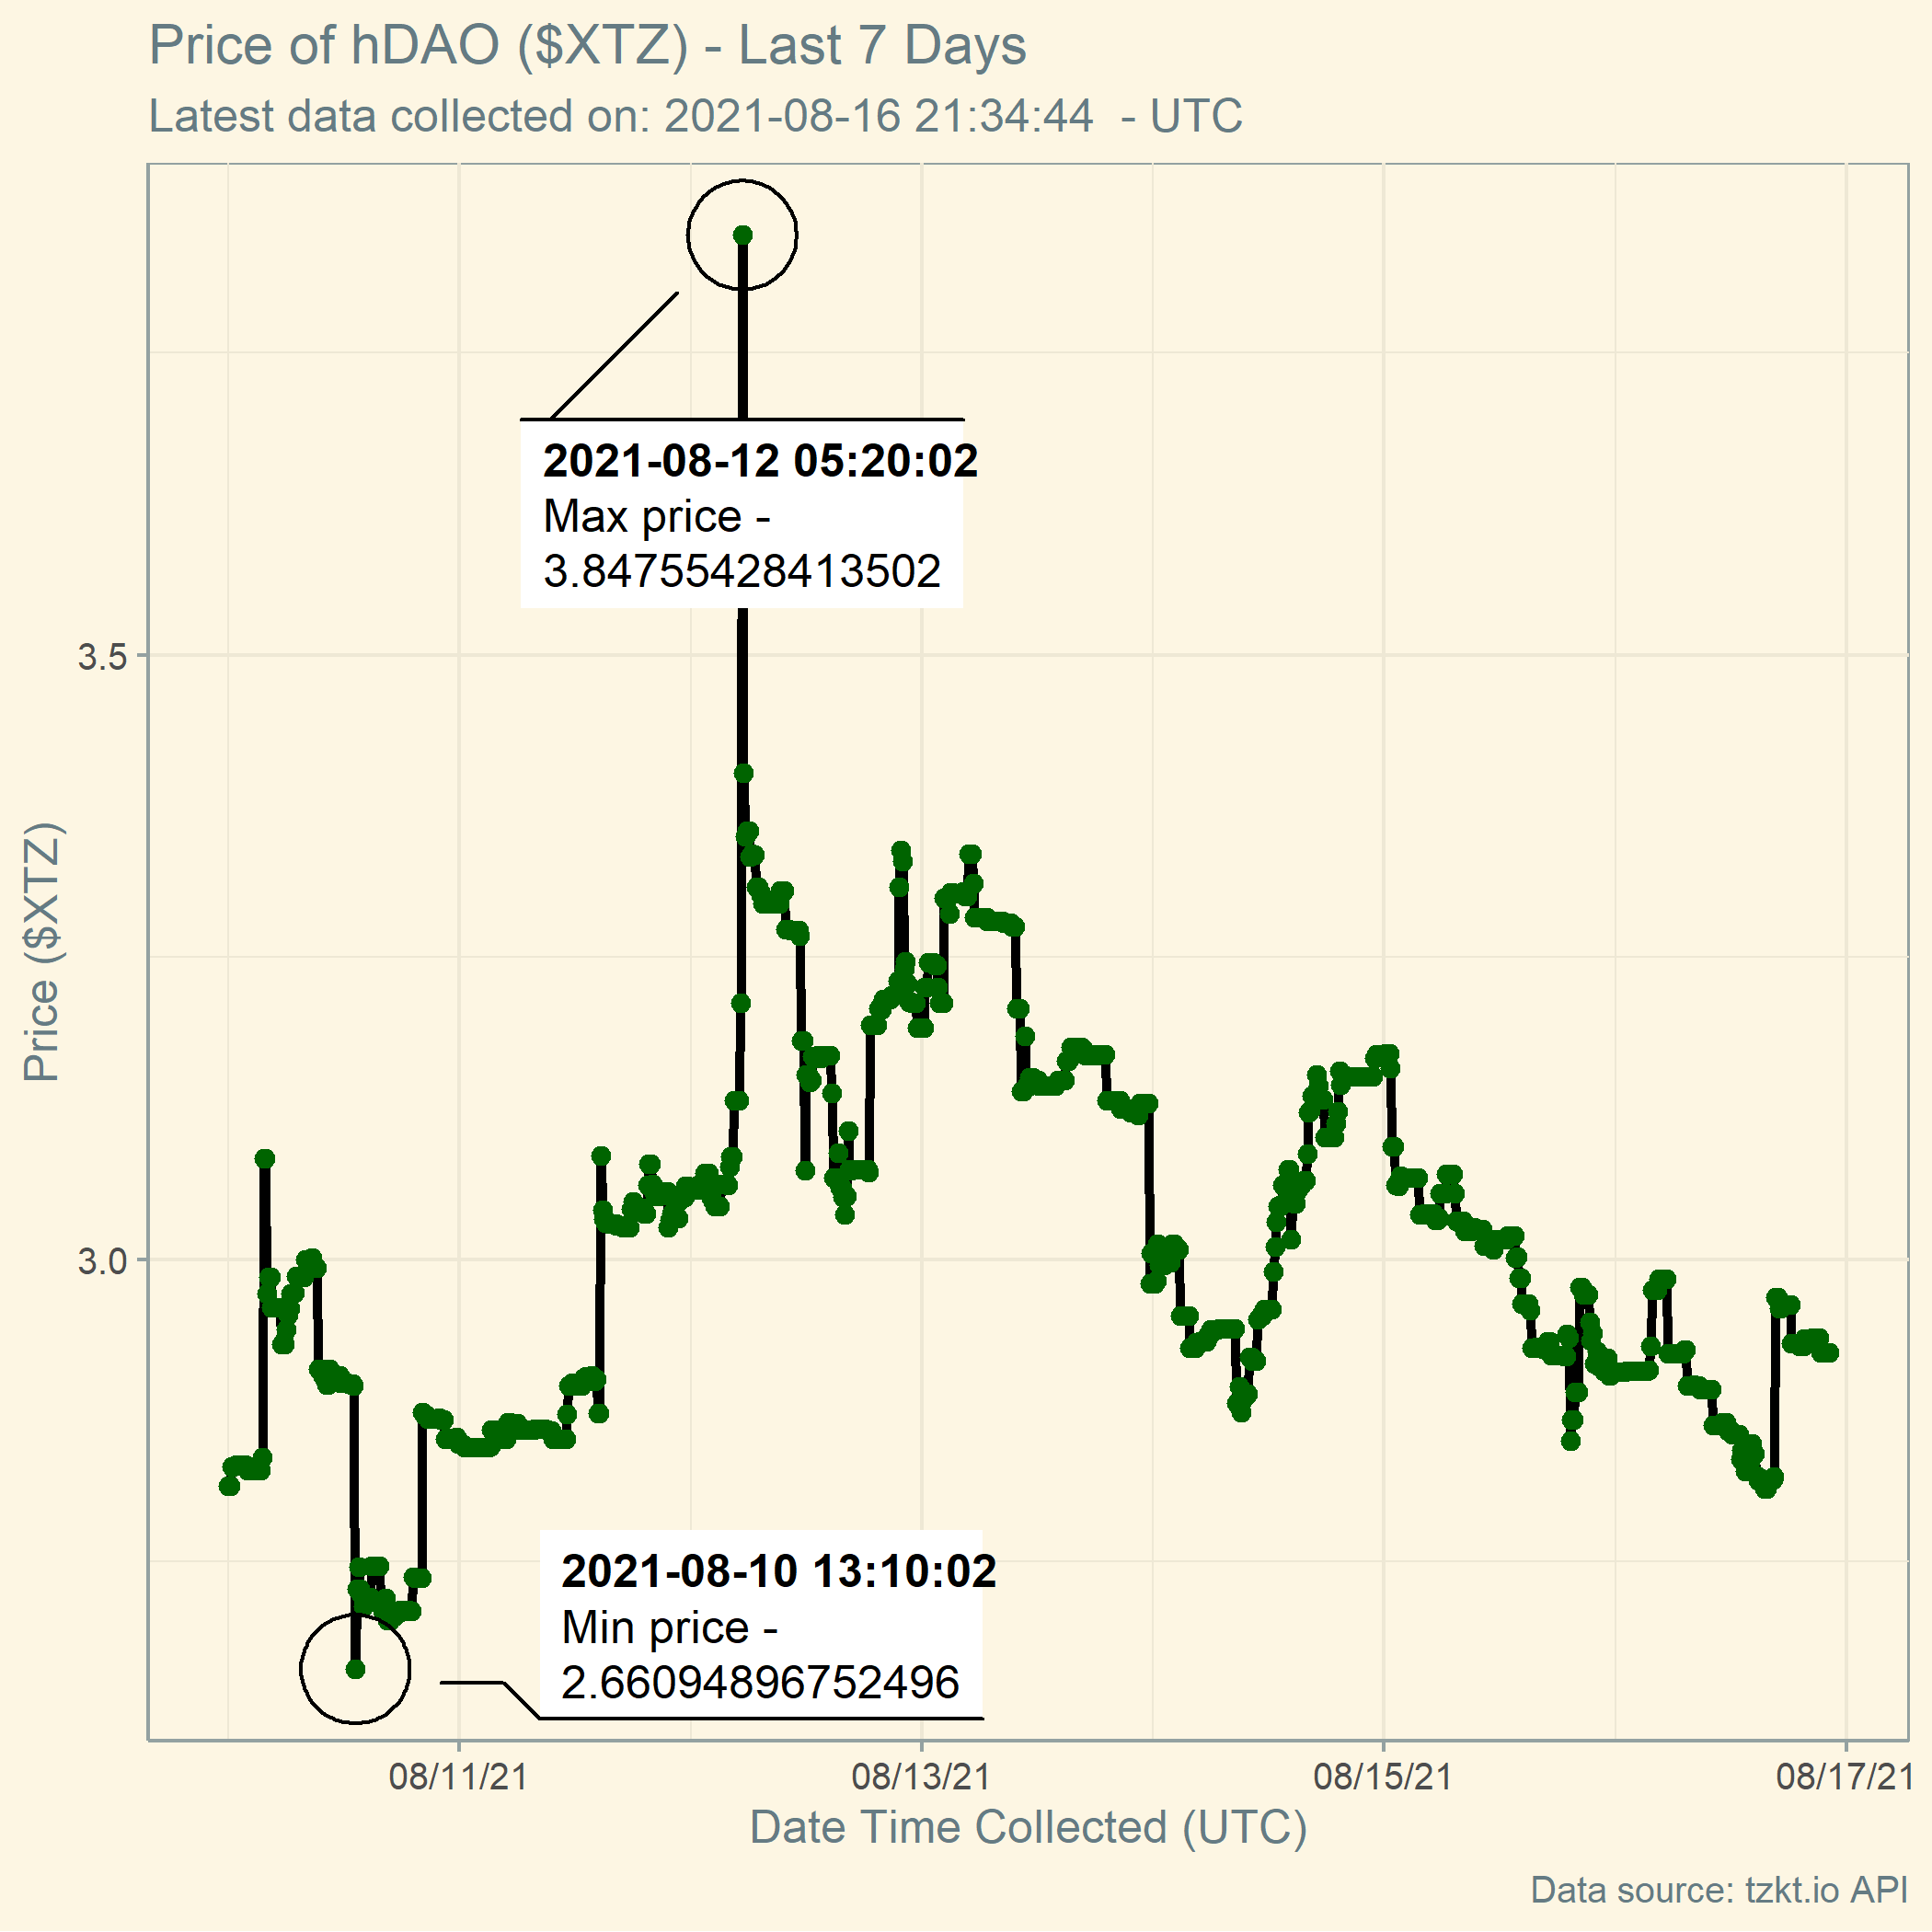 Price of hDAO ($XTZ) - Last 7 Days
Latest data collected on: 2021-08-16 21:34:44  - UTC
2021-08-12 05:20:02
Max price -
3.84755428413502
3.5
Price ($XTZ)
3.0
2021-08-10 13:10:02
Min price -
2.66094896752496
08/11/21
08/13/21
08/15/21
08/17/21
Date Time Collected (UTC)
Data source: tzkt.io API